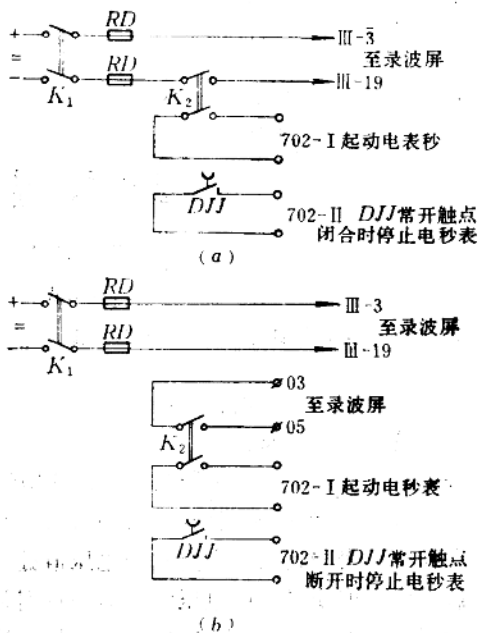 + RD III-3
= 至录波屏
− RD III-19
K₁ K₂
702-I 起动电表秒
DJJ
702-II DJJ常开触点
闭合时停止电秒表
(a)
+ RD III-3
= 至录波屏
− RD III-19
K₁
03
至录波屏
05
K₂
702-I 起动电秒表
DJJ
702-II DJJ常开触点
断开时停止电秒表
(b)